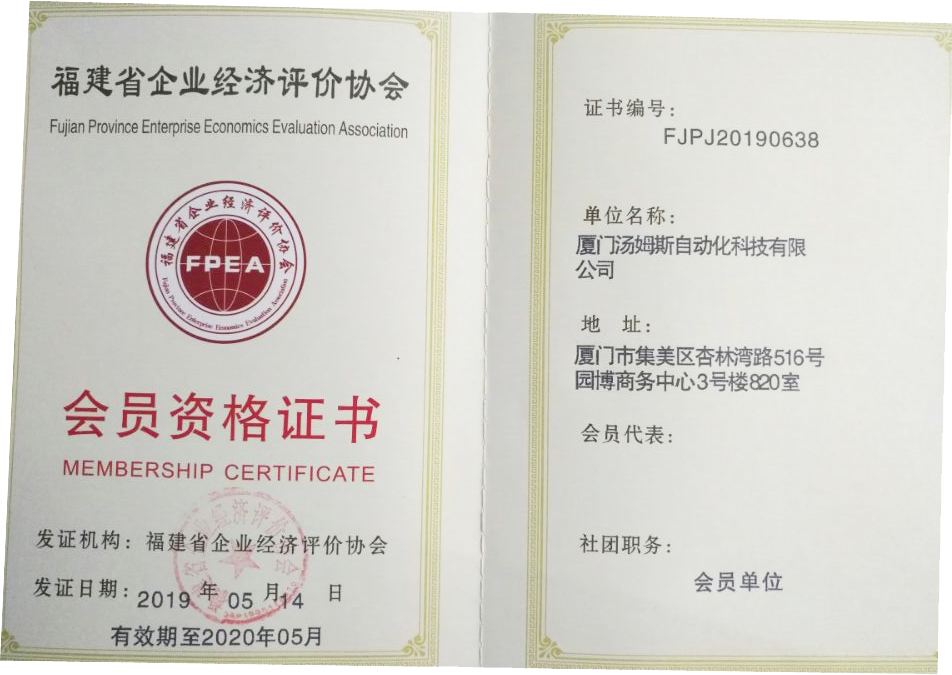 福建省企业经济评价协会
Fujian Province Enterprise Economics Evaluation Association
福建省企业经济评价协会
FPEA
Fujian Province Enterprise Economics Evaluation Association
会员资格证书
MEMBERSHIP CERTIFICATE
发证机构：福建省企业经济评价协会
发证日期：2019年05月14日
有效期至2020年05月
证书编号：
FJPJ20190638
单位名称：
厦门汤姆斯自动化科技有限
公司
地 址：
厦门市集美区杏林湾路516号
园博商务中心3号楼820室
会员代表：
社团职务：
会员单位